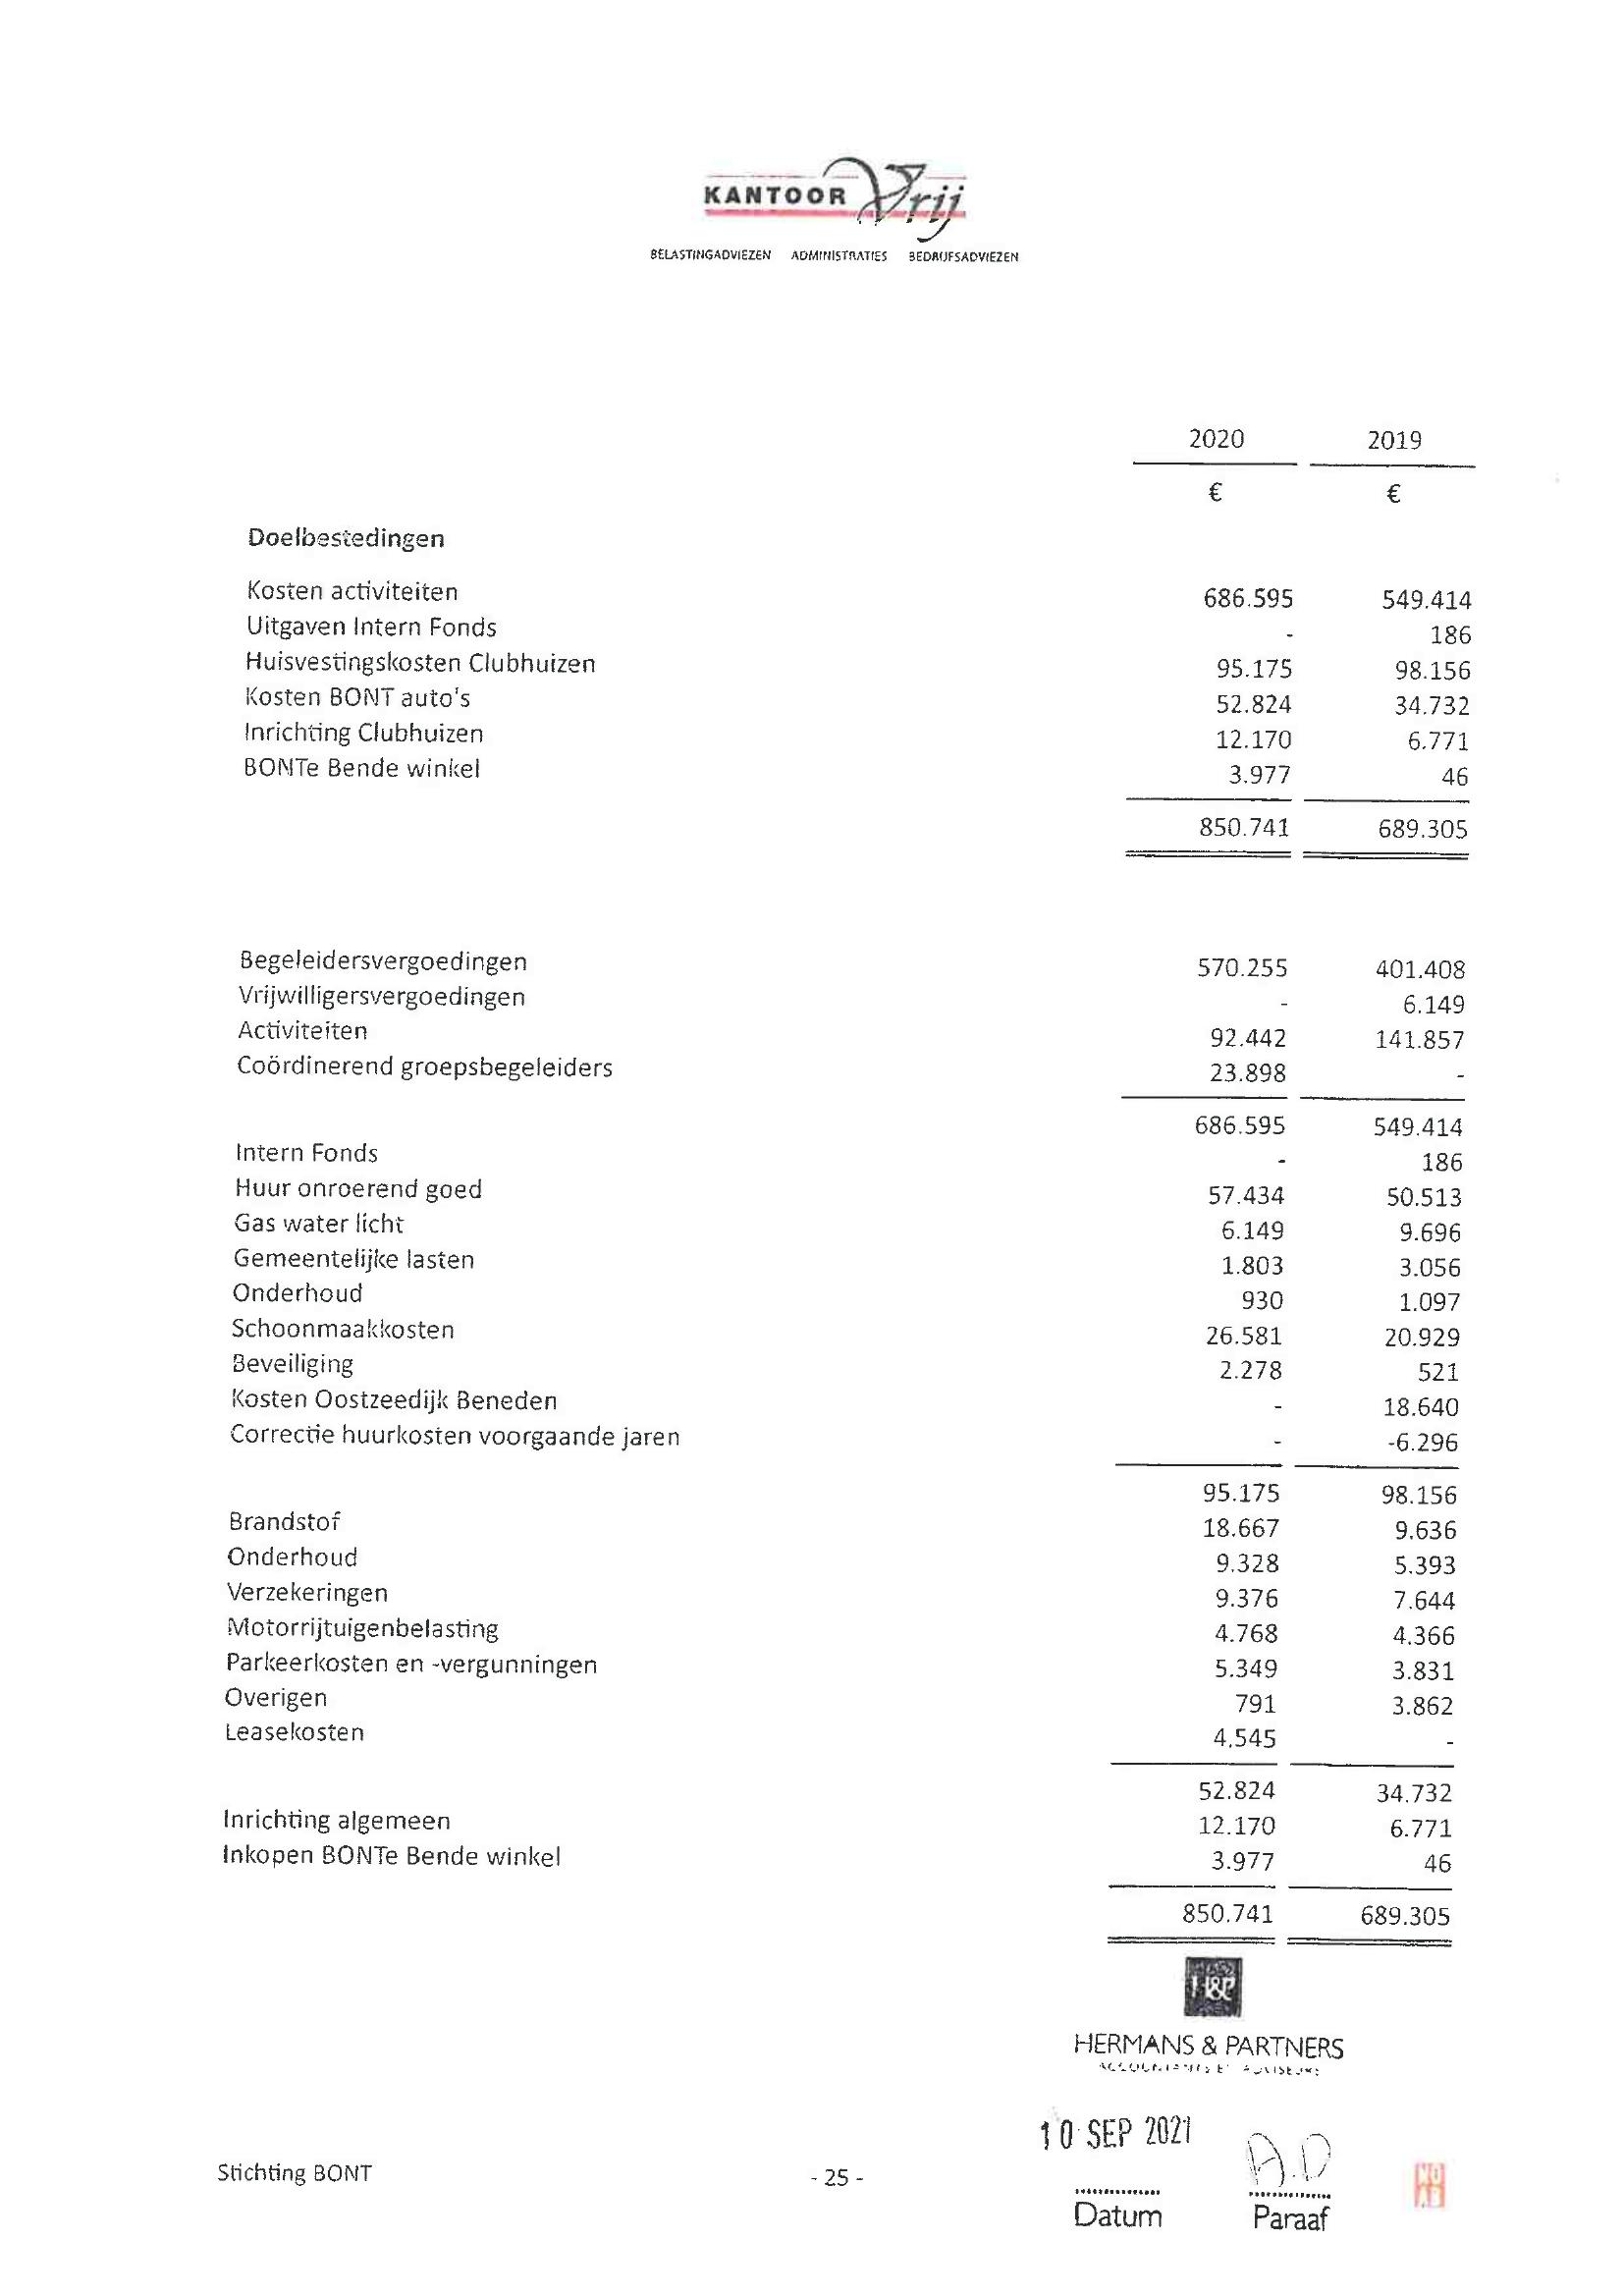 KANTOOR Vrij
BELASTINGADVIEZEN ADMINISTRATIES BEDRIJFSADVIEZEN
2020 2019
€ €
Doelbestedingen
Kosten activiteiten 686.595 549.414
Uitgaven Intern Fonds - 186
Huisvestingskosten Clubhuizen 95.175 98.156
Kosten BONT auto's 52.824 34.732
Inrichting Clubhuizen 12.170 6.771
BONTe Bende winkel 3.977 46
850.741 689.305
Begeleidersvergoedingen 570.255 401.408
Vrijwilligersvergoedingen - 6.149
Activiteiten 92.442 141.857
Coördinerend groepsbegeleiders 23.898 -
686.595 549.414
Intern Fonds - 186
Huur onroerend goed 57.434 50.513
Gas water licht 6.149 9.696
Gemeentelijke lasten 1.803 3.056
Onderhoud 930 1.097
Schoonmaakkosten 26.581 20.929
Beveiliging 2.278 521
Kosten Oostzeedijk Beneden - 18.640
Correctie huurkosten voorgaande jaren - -6.296
95.175 98.156
Brandstof 18.667 9.636
Onderhoud 9.328 5.393
Verzekeringen 9.376 7.644
Motorrijtuigenbelasting 4.768 4.366
Parkeerkosten en -vergunningen 5.349 3.831
Overigen 791 3.862
Leasekosten 4.545 -
52.824 34.732
Inrichting algemeen 12.170 6.771
Inkopen BONTe Bende winkel 3.977 46
850.741 689.305
H&P
HERMANS & PARTNERS
10 SEP 2021 A.D
Stichting BONT - 25 -
Datum Paraaf
NO
AB